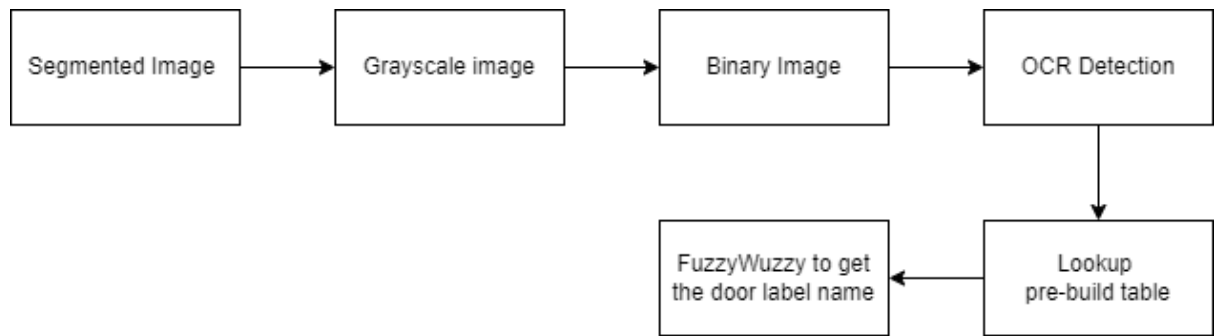 Segmented Image
Grayscale image
Binary Image
OCR Detection
Lookup
pre-build table
FuzzyWuzzy to get
the door label name